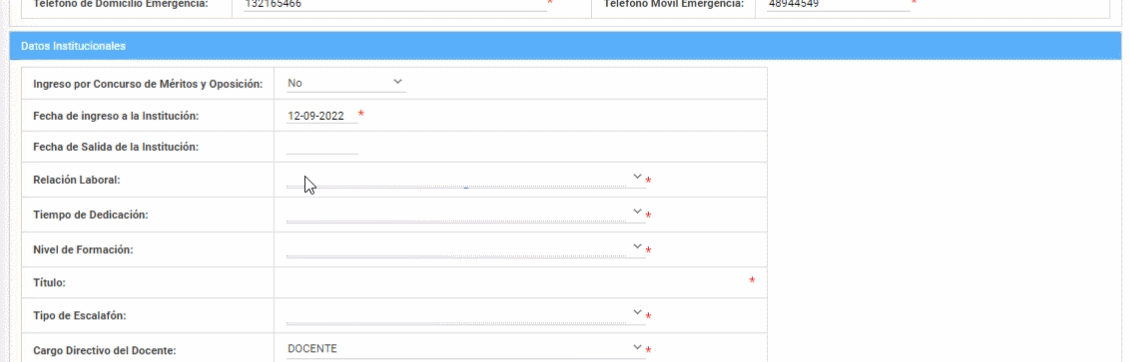 Teléfono de Domicilio Emergencia: 132165466 * Teléfono Móvil Emergencia: 48944549 *
Datos Institucionales
Ingreso por Concurso de Méritos y Oposición: No
Fecha de ingreso a la Institución: 12-09-2022 *
Fecha de Salida de la Institución:
Relación Laboral: *
Tiempo de Dedicación: *
Nivel de Formación: *
Título: *
Tipo de Escalafón: *
Cargo Directivo del Docente: DOCENTE *